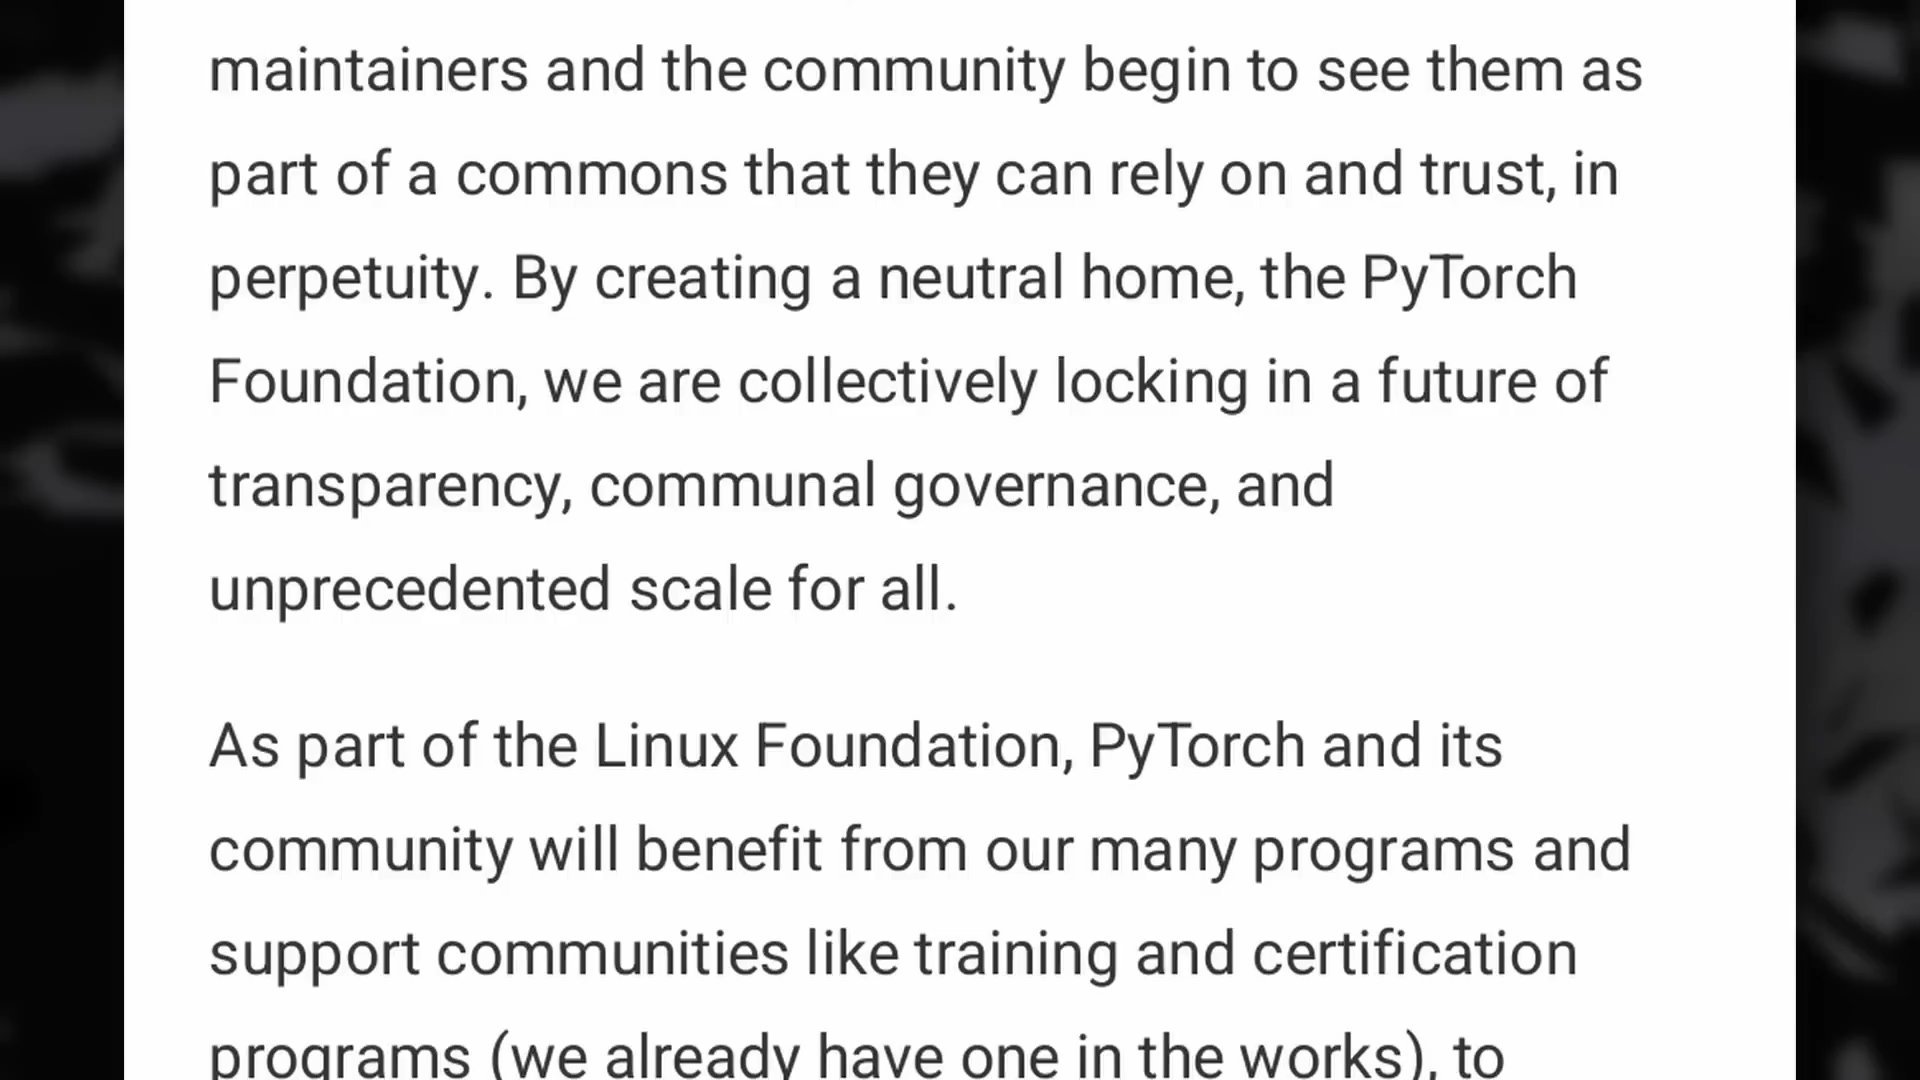 maintainers and the community begin to see them as
part of a commons that they can rely on and trust, in
perpetuity. By creating a neutral home, the PyTorch
Foundation, we are collectively locking in a future of
transparency, communal governance, and
unprecedented scale for all.
As part of the Linux Foundation, PyTorch and its
community will benefit from our many programs and
support communities like training and certification
programs (we already have one in the works), to